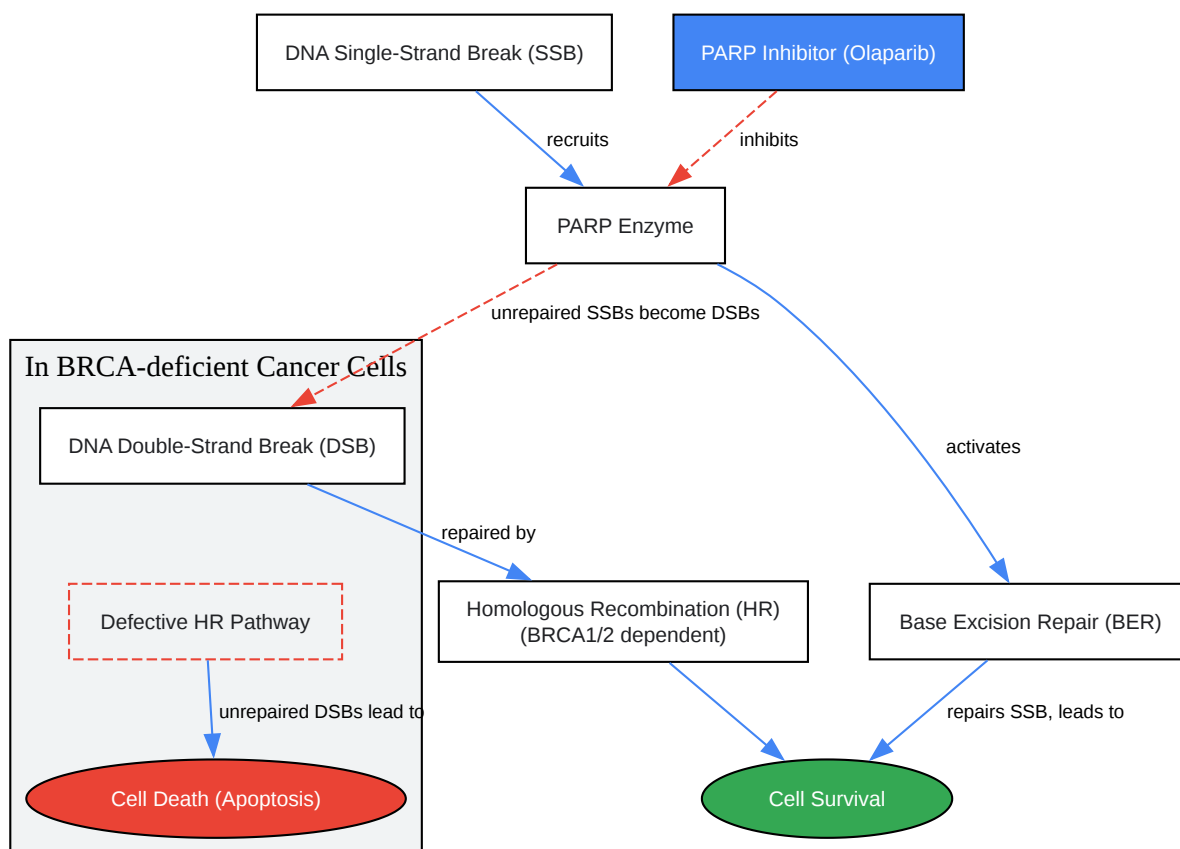 DNA Single-Strand Break (SSB)
PARP Inhibitor (Olaparib)
recruits
inhibits
PARP Enzyme
unrepaired SSBs become DSBs
In BRCA-deficient Cancer Cells
DNA Double-Strand Break (DSB)
activates
repaired by
Defective HR Pathway
Homologous Recombination (HR)
(BRCA1/2 dependent)
Base Excision Repair (BER)
unrepaired DSBs lead to
repairs SSB, leads to
Cell Death (Apoptosis)
Cell Survival